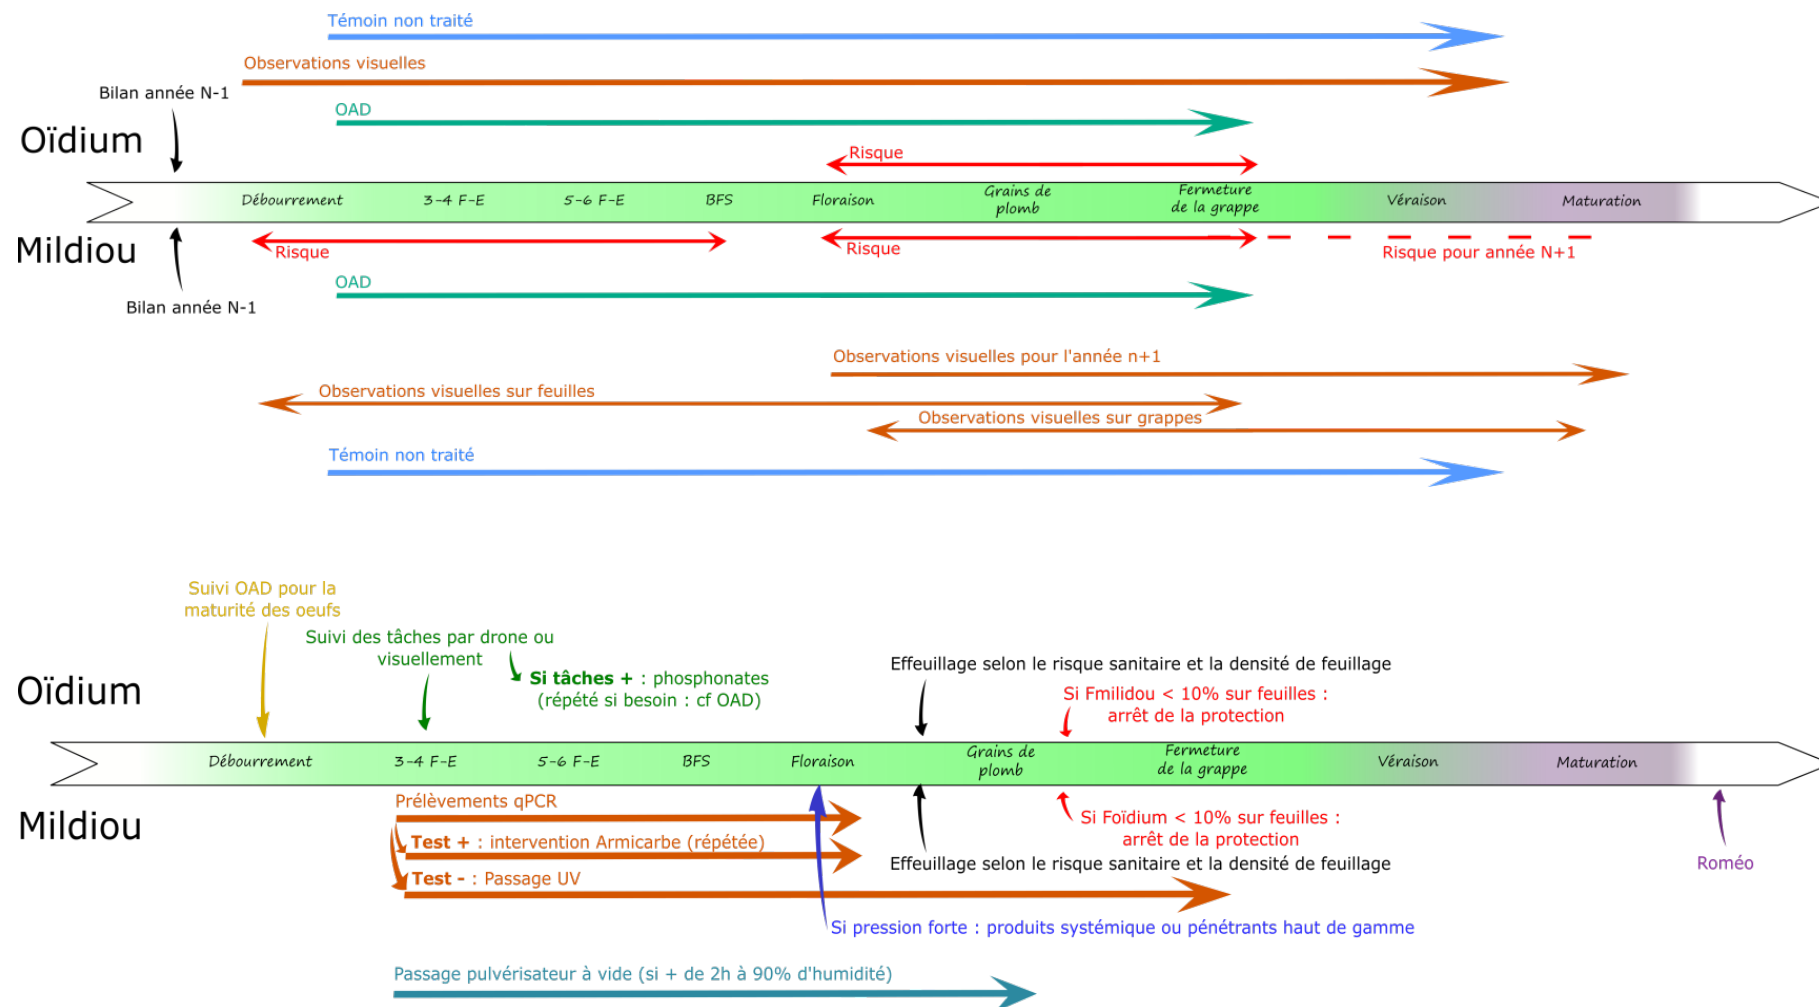 Témoin non traité
Observations visuelles
Bilan année N-1
OAD
Oïdium
Risque
Débourrement
3-4 F-E
5-6 F-E
BFS
Floraison
Grains de
plomb
Fermeture
de la grappe
Véraison
Maturation
Mildiou
Risque
Risque
Risque pour année N+1
OAD
Bilan année N-1
Observations visuelles pour l'année n+1
Observations visuelles sur feuilles
Observations visuelles sur grappes
Témoin non traité
Suivi OAD pour la
maturité des oeufs
Suivi des tâches par drone ou
visuellement
Si tâches + : phosphonates
(répété si besoin : cf OAD)
Effeuillage selon le risque sanitaire et la densité de feuillage
Si Fmilidou < 10% sur feuilles :
arrêt de la protection
Oïdium
Débourrement
3-4 F-E
5-6 F-E
BFS
Floraison
Grains de
plomb
Fermeture
de la grappe
Véraison
Maturation
Mildiou
Prélèvements qPCR
Test + : intervention Armicarbe (répétée)
Test - : Passage UV
Si Foïdium < 10% sur feuilles :
arrêt de la protection
Effeuillage selon le risque sanitaire et la densité de feuillage
Roméo
Si pression forte : produits systémique ou pénétrants haut de gamme
Passage pulvérisateur à vide (si + de 2h à 90% d'humidité)